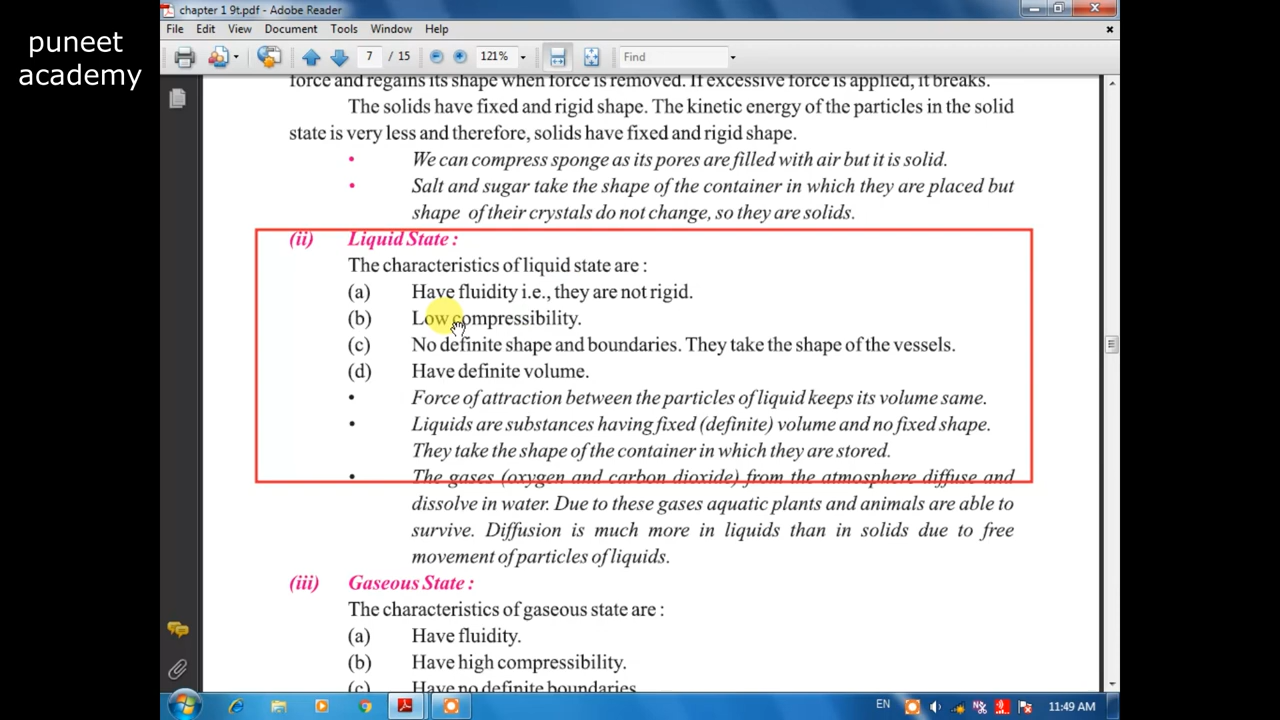 puneet
academy
chapter 1 9t.pdf - Adobe Reader
File Edit View Document Tools Window Help
7 / 15 121% Find
force and regains its shape when force is removed. If excessive force is applied, it breaks.
The solids have fixed and rigid shape. The kinetic energy of the particles in the solid
state is very less and therefore, solids have fixed and rigid shape.
• We can compress sponge as its pores are filled with air but it is solid.
• Salt and sugar take the shape of the container in which they are placed but
shape of their crystals do not change, so they are solids.
(ii) Liquid State :
The characteristics of liquid state are :
(a) Have fluidity i.e., they are not rigid.
(b) Low compressibility.
(c) No definite shape and boundaries. They take the shape of the vessels.
(d) Have definite volume.
• Force of attraction between the particles of liquid keeps its volume same.
• Liquids are substances having fixed (definite) volume and no fixed shape.
They take the shape of the container in which they are stored.
• The gases (oxygen and carbon dioxide) from the atmosphere diffuse and
dissolve in water. Due to these gases aquatic plants and animals are able to
survive. Diffusion is much more in liquids than in solids due to free
movement of particles of liquids.
(iii) Gaseous State :
The characteristics of gaseous state are :
(a) Have fluidity.
(b) Have high compressibility.
(c) Have no definite boundaries
EN 11:49 AM